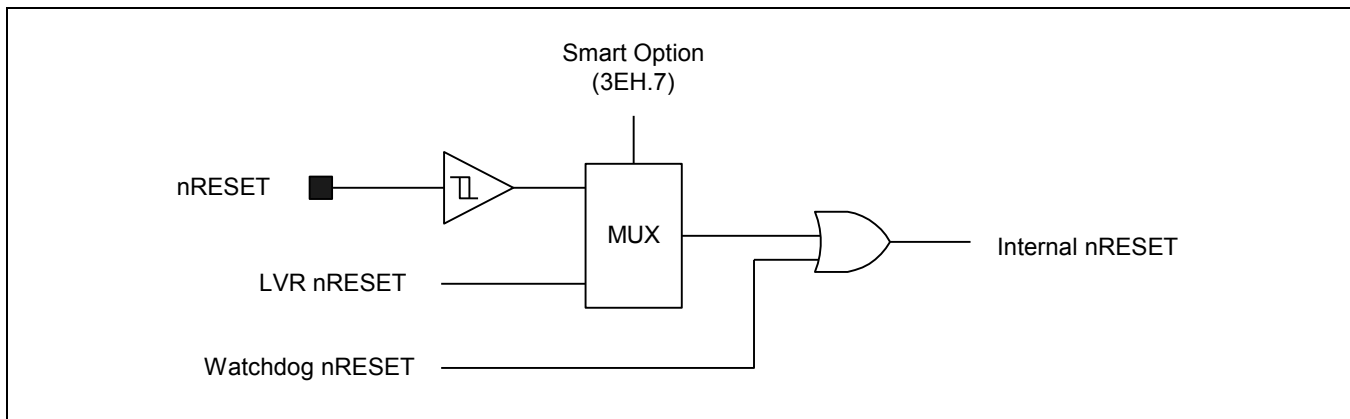 Smart Option
(3EH.7)
nRESET
MUX
Internal nRESET
LVR nRESET
Watchdog nRESET